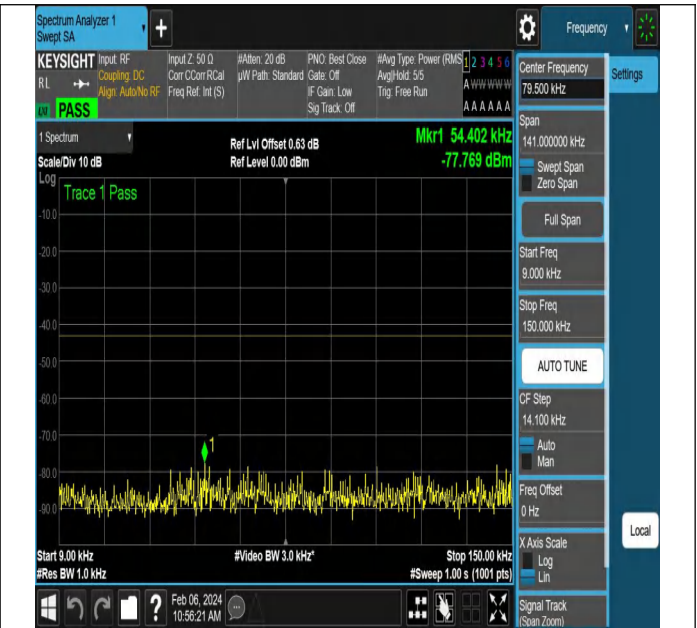 Spectrum Analyzer 1
Swept SA
+
Frequency
KEYSIGHT
RL
PASS
Input: RF
Coupling: DC
Align: Auto/No RF
Input Z: 50 Ω
Corr CCorr RCal
Freq Ref: Int (S)
#Atten: 20 dB
µW Path: Standard
PNO: Best Close
Gate: Off
IF Gain: Low
Sig Track: Off
#Avg Type: Power (RMS
Avg|Hold: 5/5
Trig: Free Run
1 2 3 4 5 6
A W W W W W
A A A A A A
Center Frequency
79.500 kHz
Settings
Span
141.000000 kHz
Swept Span
Zero Span
Full Span
Start Freq
9.000 kHz
Stop Freq
150.000 kHz
AUTO TUNE
CF Step
14.100 kHz
Auto
Man
Freq Offset
0 Hz
X Axis Scale
Log
Lin
Signal Track
(Span Zoom)
Local
1 Spectrum
Scale/Div 10 dB
Ref Lvl Offset 0.63 dB
Ref Level 0.00 dBm
Mkr1 54.402 kHz
-77.769 dBm
Log
Trace 1 Pass
-10.0
-20.0
-30.0
-40.0
-50.0
-60.0
-70.0
-80.0
-90.0
1
Start 9.00 kHz
#Video BW 3.0 kHz*
Stop 150.00 kHz
#Res BW 1.0 kHz
#Sweep 1.00 s (1001 pts)
?
Feb 06, 2024
10:56:21 AM